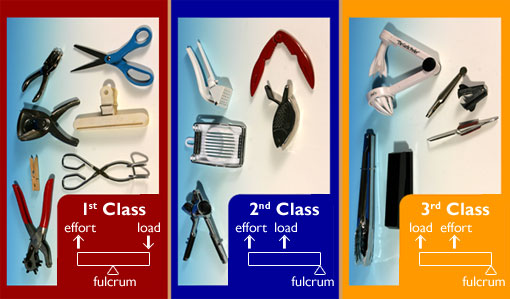 1st Class
effort load
fulcrum
2nd Class
effort load
fulcrum
3rd Class
load effort
fulcrum